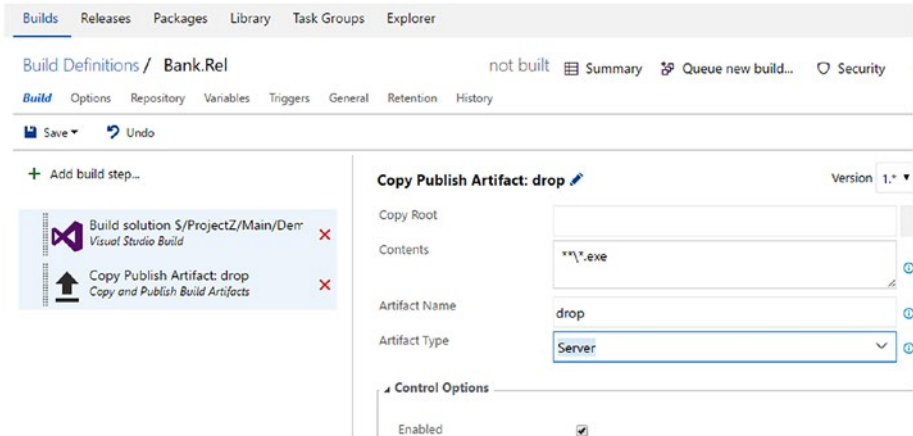 Builds Releases Packages Library Task Groups Explorer
Build Definitions / Bank.Rel
not built Summary Queue new build... Security
Build Options Repository Variables Triggers General Retention History
Save Undo
Add build step...
Build solution $/ProjectZ/Main/Dem
Visual Studio Build
Copy Publish Artifact: drop
Copy and Publish Build Artifacts
Copy Publish Artifact: drop Version 1.*
Copy Root
Contents **\*.exe
Artifact Name drop
Artifact Type Server
Control Options
Enabled